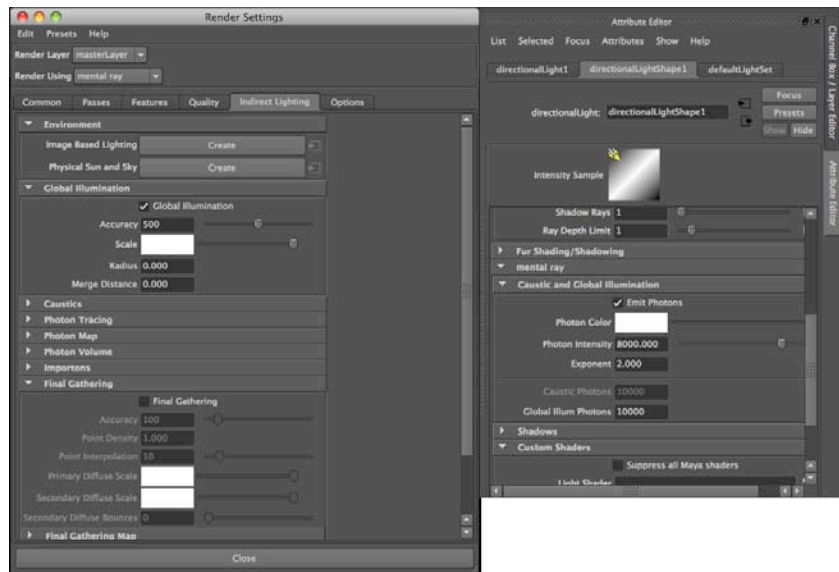 Render Settings
Edit Presets Help
Render Layer masterLayer
Render Using mental ray
Common Passes Features Quality Indirect Lighting Options
Environment
Image Based Lighting Create
Physical Sun and Sky Create
Global Illumination
Global Illumination
Accuracy 500
Scale
Radius 0.000
Merge Distance 0.000
Caustics
Photon Tracing
Photon Map
Photon Volume
Importons
Final Gathering
Final Gathering
Accuracy 100
Point Density 1.000
Point Interpolation 10
Primary Diffuse Scale
Secondary Diffuse Scale
Secondary Diffuse Bounces 0
Final Gathering Map
Close
Attribute Editor
List Selected Focus Attributes Show Help
directionalLight1 directionalLightShape1 defaultLightSet
Focus
directionalLight: directionalLightShape1
Presets
Show Hide
Intensity Sample
Shadow Rays 1
Ray Depth Limit 1
Fur Shading/Shadowing
mental ray
Caustic and Global Illumination
Emit Photons
Photon Color
Photon Intensity 8000.000
Exponent 2.000
Caustic Photons 10000
Global Illum Photons 10000
Shadows
Custom Shaders
Suppress all Maya shaders
Light Shader
Channel Box / Layer Editor
Attribute Editor